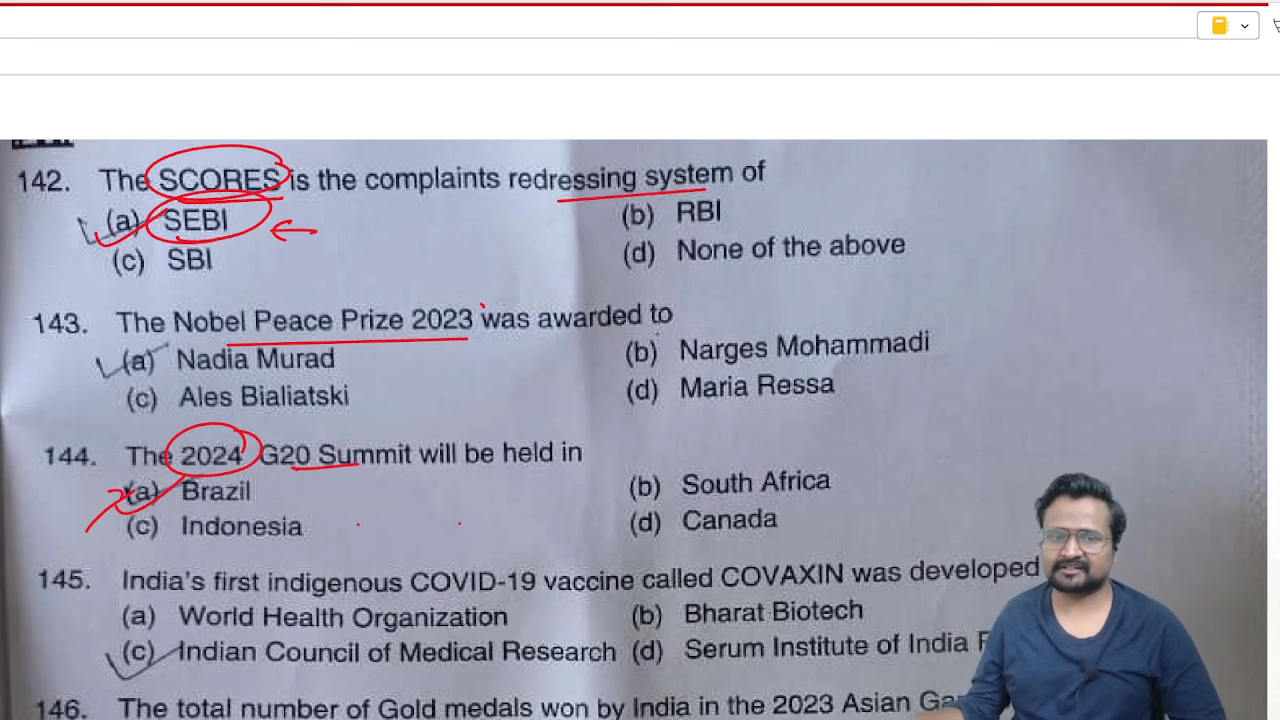 142. The SCORES is the complaints redressing system of
(a) SEBI (b) RBI
(c) SBI (d) None of the above
143. The Nobel Peace Prize 2023 was awarded to
(a) Nadia Murad (b) Narges Mohammadi
(c) Ales Bialiatski (d) Maria Ressa
144. The 2024 G20 Summit will be held in
(a) Brazil (b) South Africa
(c) Indonesia (d) Canada
145. India's first indigenous COVID-19 vaccine called COVAXIN was developed
(a) World Health Organization (b) Bharat Biotech
(c) Indian Council of Medical Research (d) Serum Institute of India
146. The total number of Gold medals won by India in the 2023 Asian